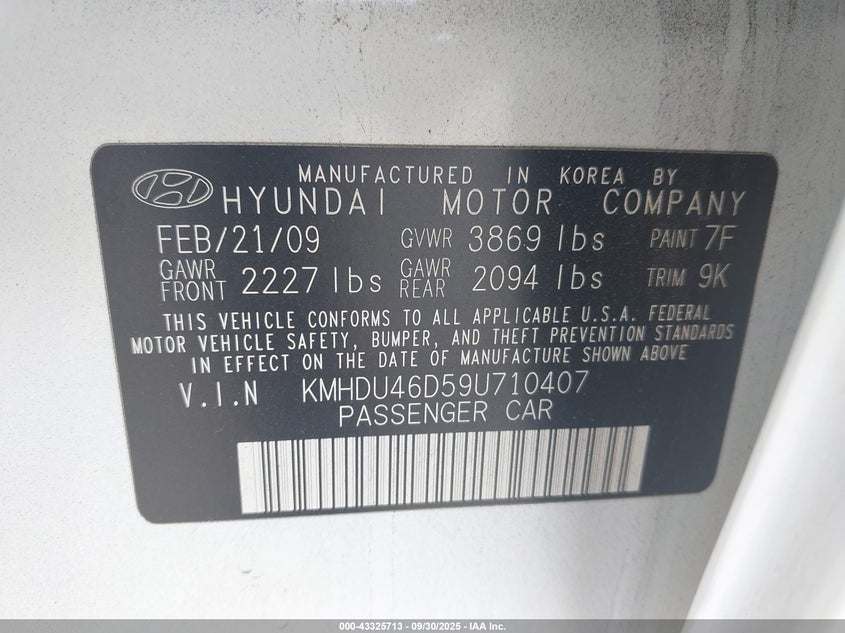 MANUFACTURED IN KOREA BY
HYUNDAI MOTOR COMPANY
FEB/21/09 GVWR 3869 lbs PAINT 7F
GAWR FRONT 2227 lbs GAWR REAR 2094 lbs TRIM 9K
THIS VEHICLE CONFORMS TO ALL APPLICABLE U.S.A. FEDERAL
MOTOR VEHICLE SAFETY, BUMPER, AND THEFT PREVENTION STANDARDS
IN EFFECT ON THE DATE OF MANUFACTURE SHOWN ABOVE
V.I.N KMHDU46D59U710407
PASSENGER CAR
000-43325713 - 09/30/2025 - IAA Inc.